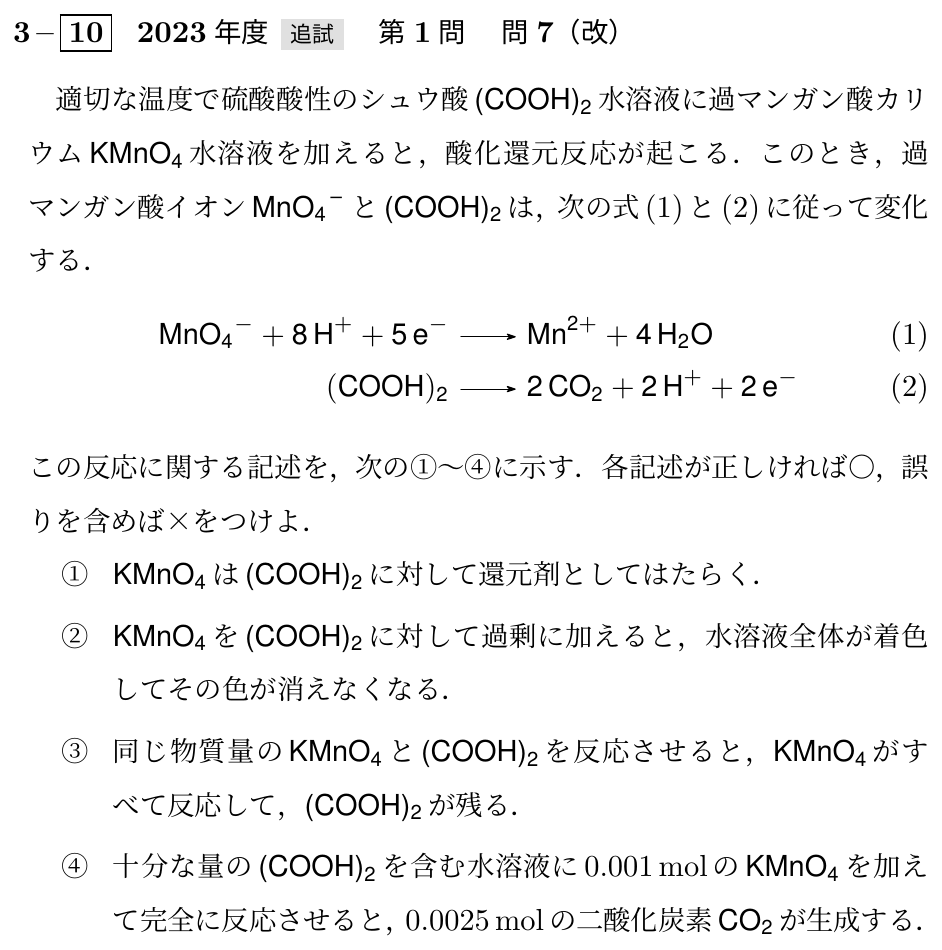 3-10 2023 年度 追試 第 1 問 問 7（改）
適切な温度で硫酸酸性のシュウ酸 (COOH)₂ 水溶液に過マンガン酸カリ
ウム KMnO₄ 水溶液を加えると，酸化還元反応が起こる．このとき，過
マンガン酸イオン MnO₄⁻ と (COOH)₂ は，次の式 (1) と (2) に従って変化
する．
MnO₄⁻ + 8 H⁺ + 5 e⁻ ⟶ Mn²⁺ + 4 H₂O (1)
(COOH)₂ ⟶ 2 CO₂ + 2 H⁺ + 2 e⁻ (2)
この反応に関する記述を，次の①～④に示す．各記述が正しければ○，誤
りを含めば×をつけよ．
① KMnO₄ は (COOH)₂ に対して還元剤としてはたらく．
② KMnO₄ を (COOH)₂ に対して過剰に加えると，水溶液全体が着色
してその色が消えなくなる．
③ 同じ物質量の KMnO₄ と (COOH)₂ を反応させると，KMnO₄ がす
べて反応して，(COOH)₂ が残る．
④ 十分な量の (COOH)₂ を含む水溶液に 0.001 mol の KMnO₄ を加え
て完全に反応させると，0.0025 mol の二酸化炭素 CO₂ が生成する．